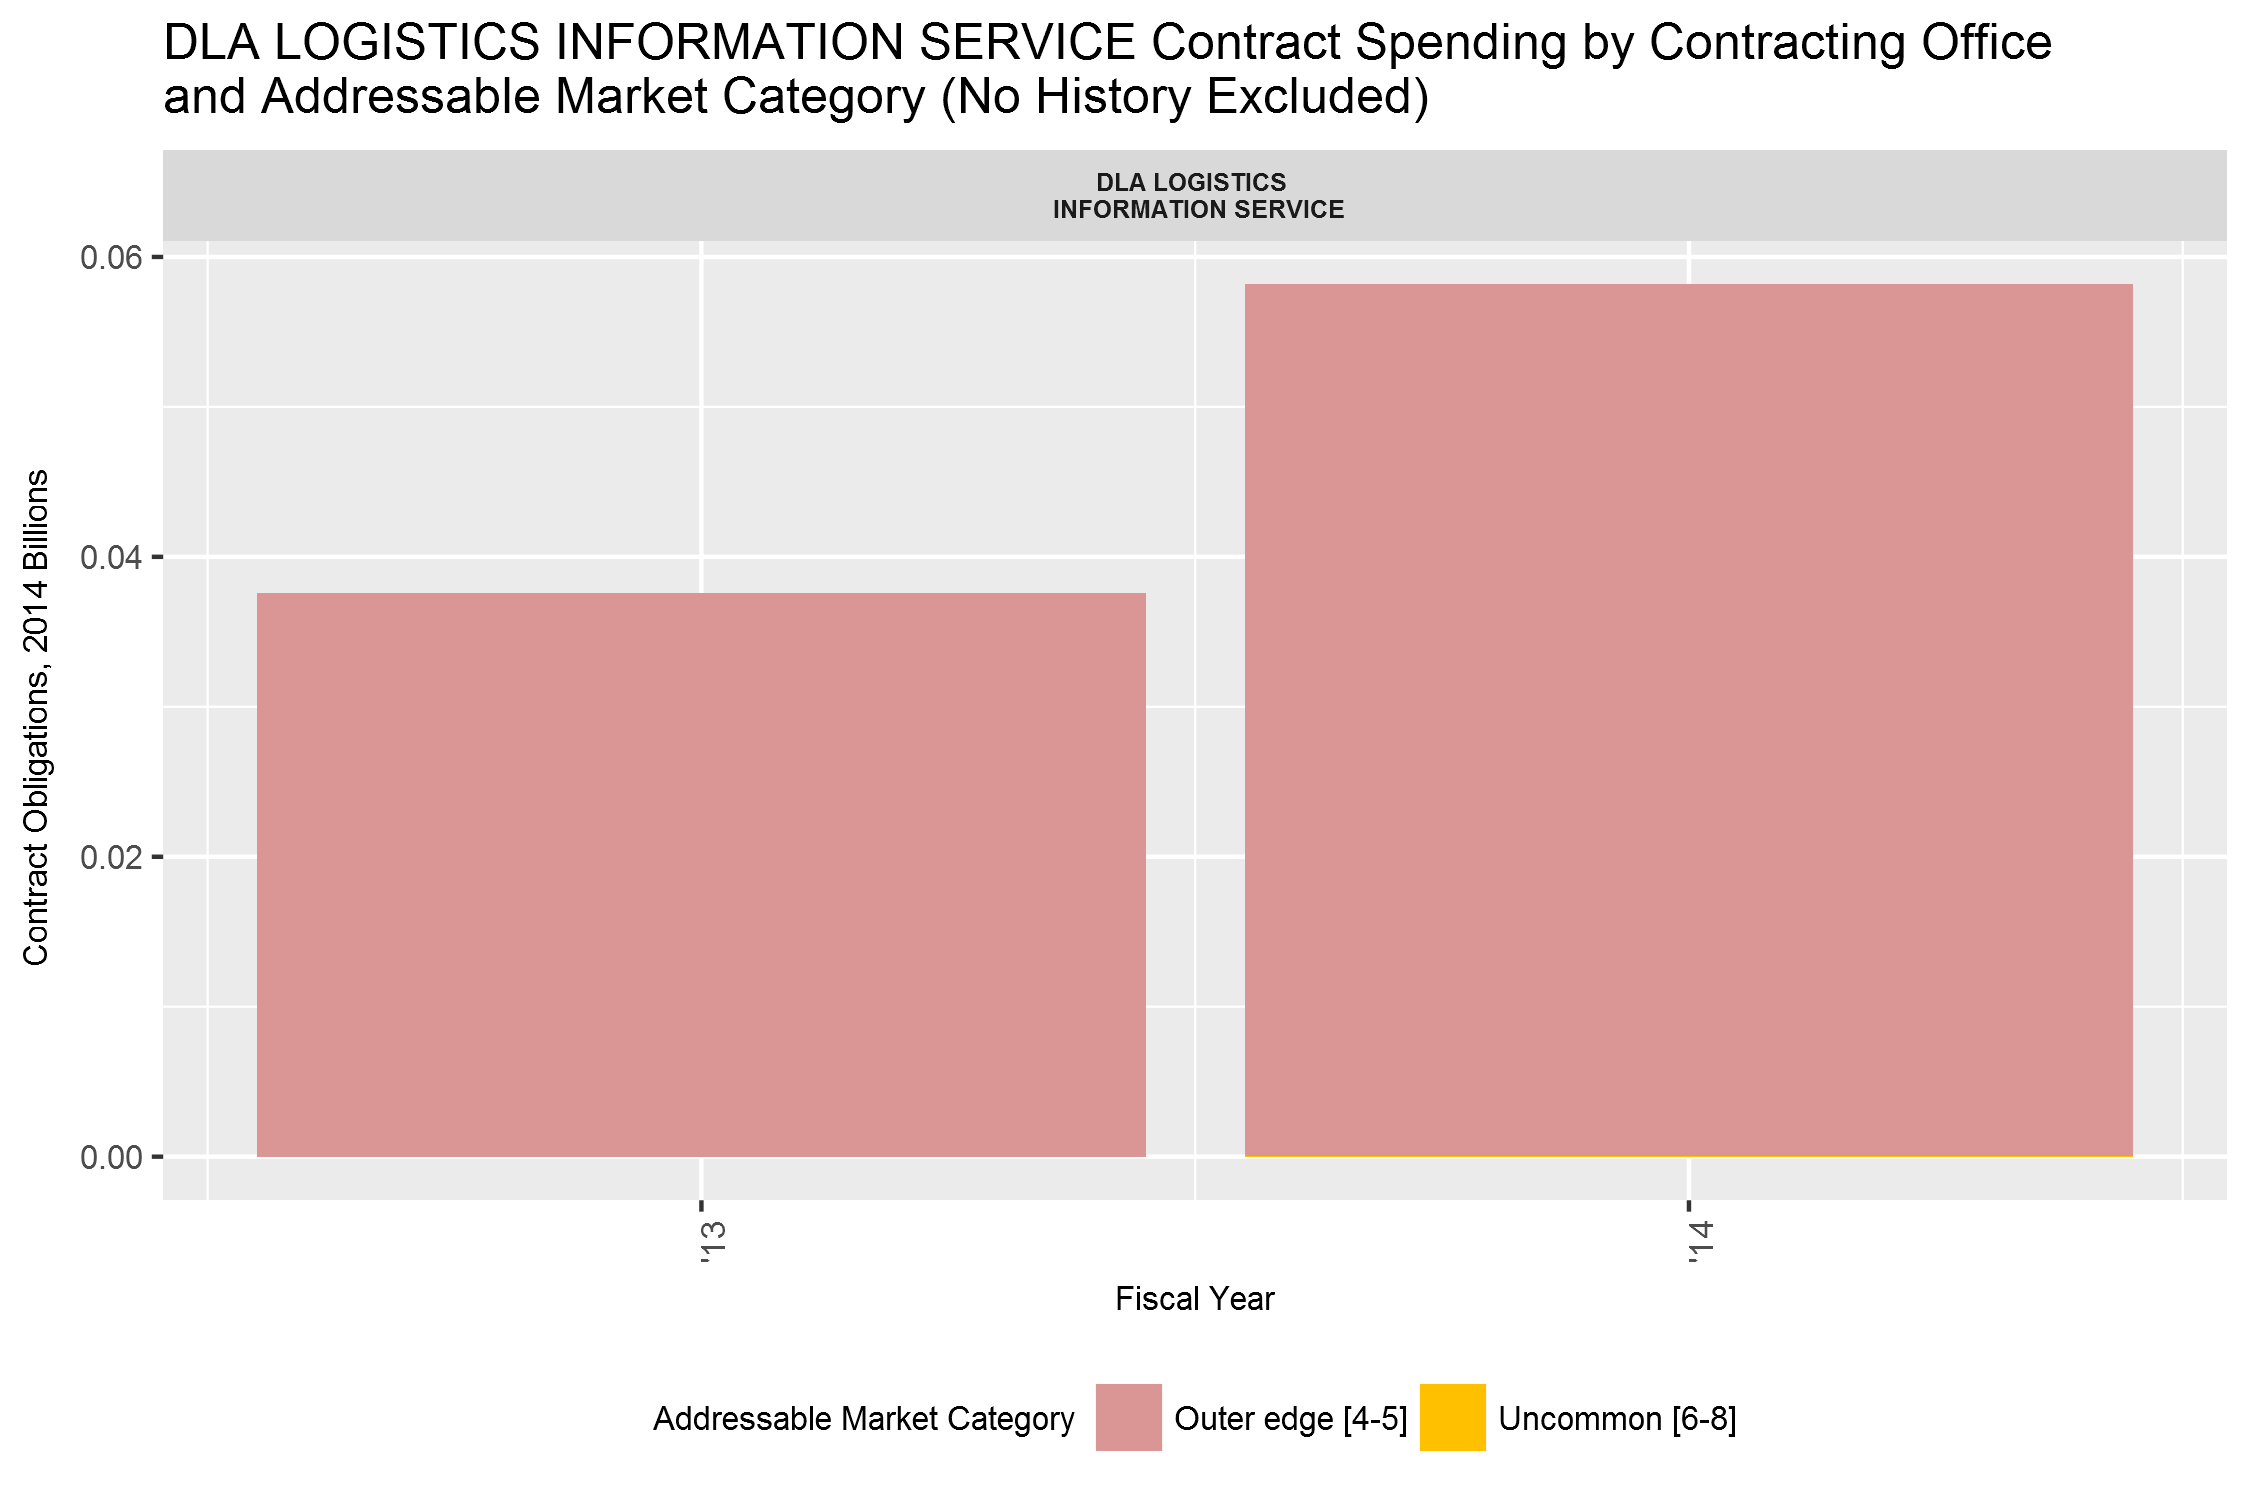 DLA LOGISTICS INFORMATION SERVICE Contract Spending by Contracting Office
and Addressable Market Category (No History Excluded)
DLA LOGISTICS
INFORMATION SERVICE
Contract Obligations, 2014 Billions
0.06
0.04
0.02
0.00
'13
'14
Fiscal Year
Addressable Market Category
Outer edge [4-5]
Uncommon [6-8]